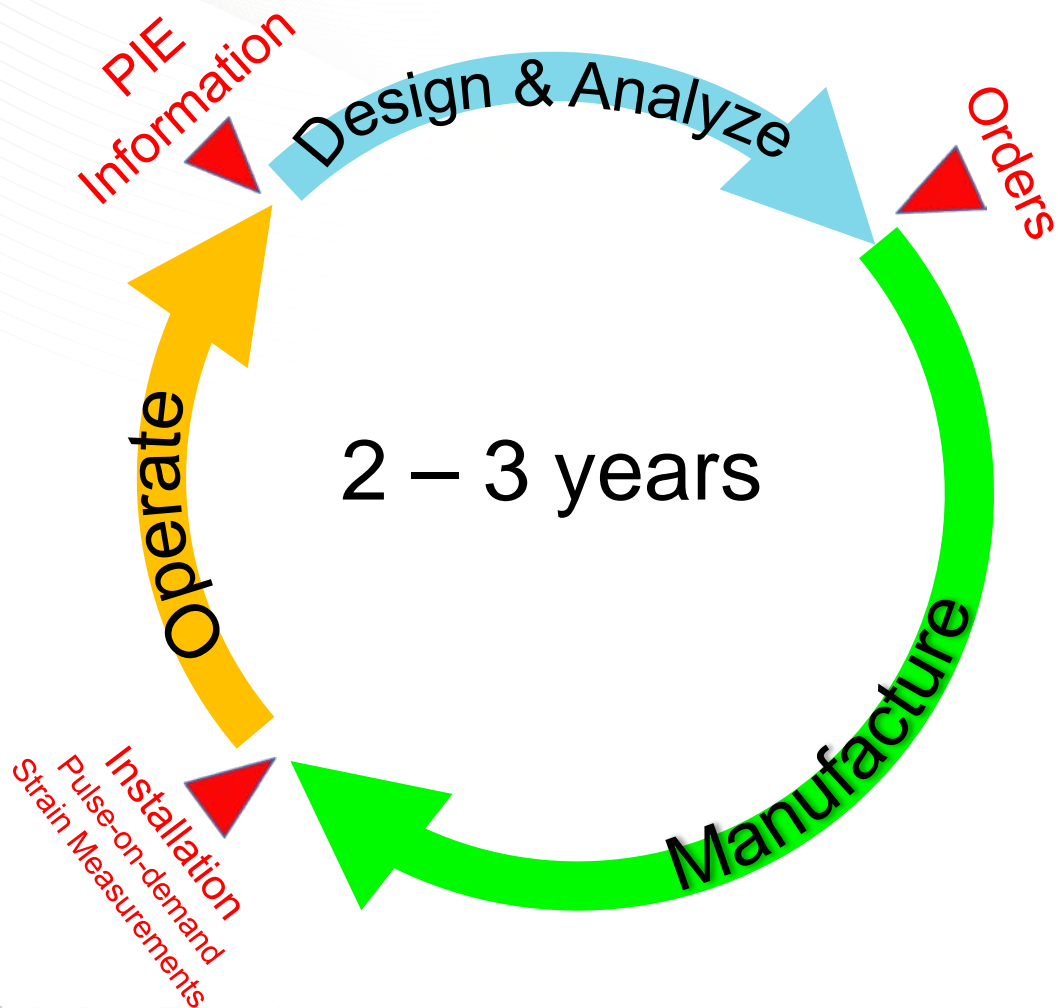 PIE
Information
Design & Analyze
Orders
2 – 3 years
Operate
Manufacture
Installation
Pulse-on-demand
Strain Measurements